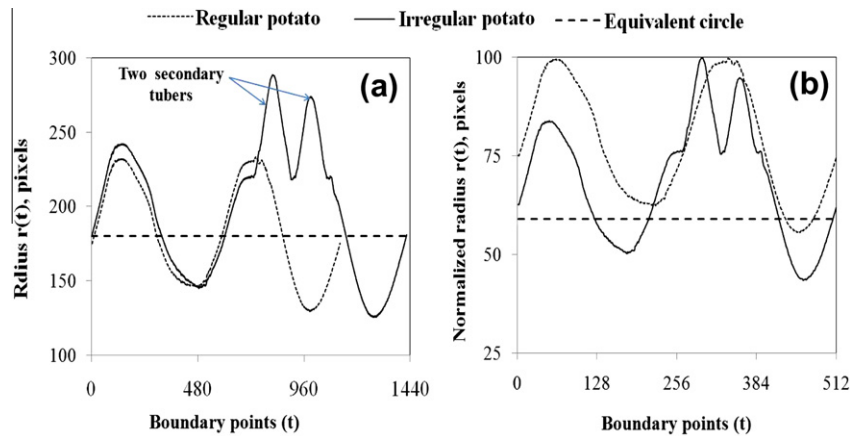 Regular potato Irregular potato Equivalent circle
(a)
Two secondary
tubers
Rdius r(t), pixels
300
250
200
150
100
0 480 960 1440
Boundary points (t)
(b)
Normalized radius r(t), pixels
100
75
50
25
0 128 256 384 512
Boundary points (t)